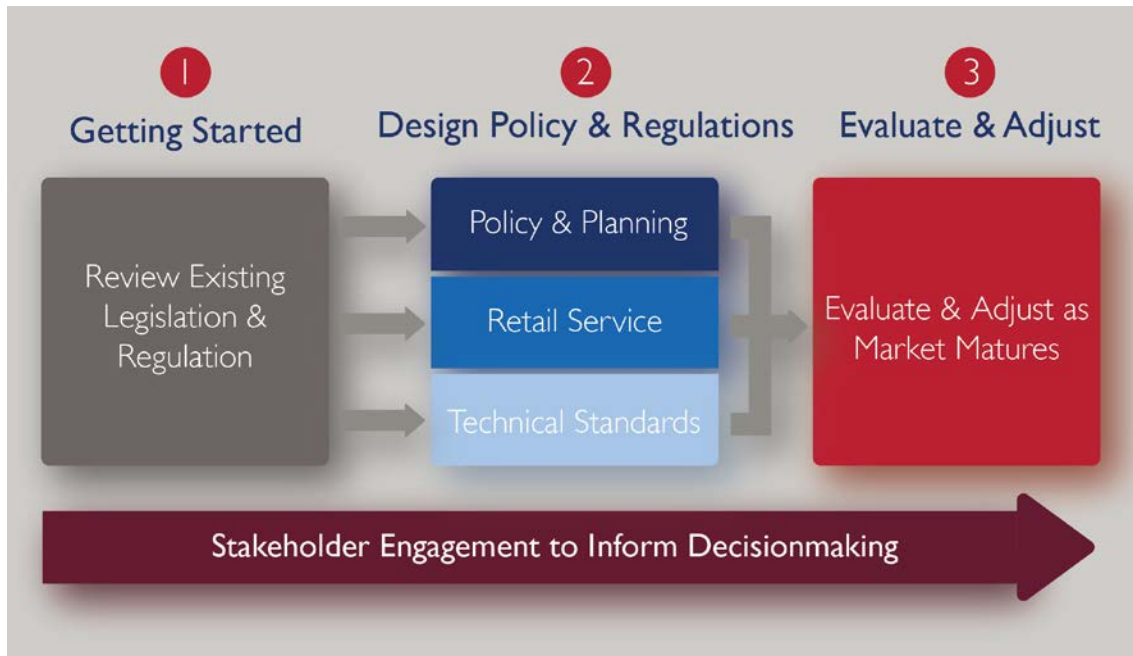 1
Getting Started
2
Design Policy & Regulations
3
Evaluate & Adjust
Review Existing
Legislation &
Regulation
Policy & Planning
Retail Service
Technical Standards
Evaluate & Adjust as
Market Matures
Stakeholder Engagement to Inform Decisionmaking